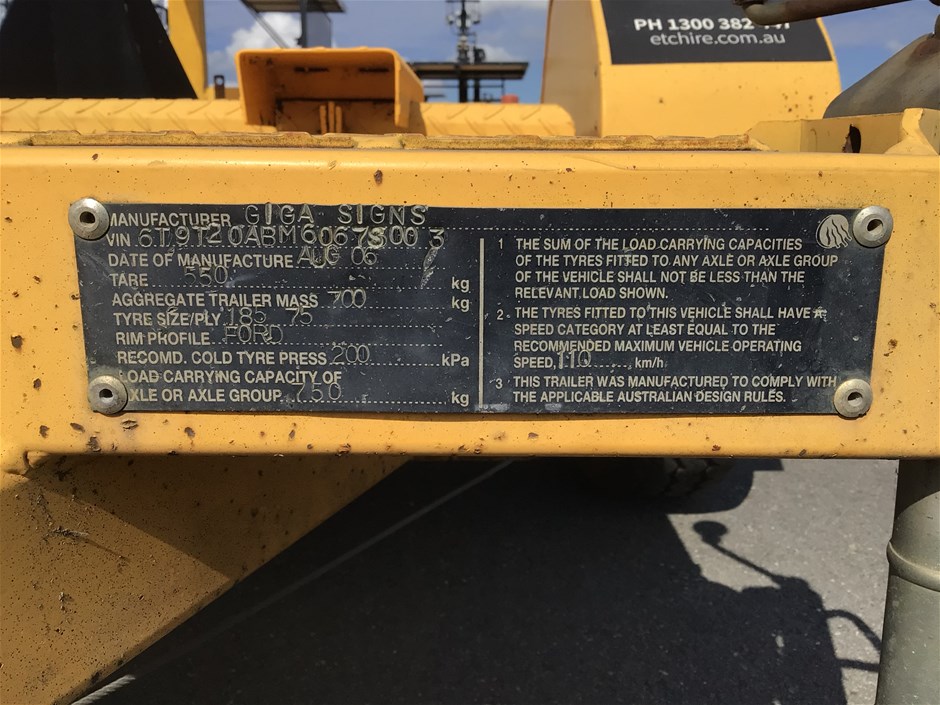 PH 1300 382
etchire.com.au
MANUFACTURER GIGA SIGNS
VIN 6T9T20ABM6067S003
DATE OF MANUFACTURE AUG 06
TARE 550 kg
AGGREGATE TRAILER MASS 700 kg
TYRE SIZE/PLY 185 75
RIM PROFILE FORD
RECOMD. COLD TYRE PRESS 200 kPa
LOAD CARRYING CAPACITY OF
AXLE OR AXLE GROUP 750 kg
1 THE SUM OF THE LOAD CARRYING CAPACITIES
OF THE TYRES FITTED TO ANY AXLE OR AXLE GROUP
OF THE VEHICLE SHALL NOT BE LESS THAN THE
RELEVANT LOAD SHOWN.
2 THE TYRES FITTED TO THIS VEHICLE SHALL HAVE A
SPEED CATEGORY AT LEAST EQUAL TO THE
RECOMMENDED MAXIMUM VEHICLE OPERATING
SPEED, 110 km/h
3 THIS TRAILER WAS MANUFACTURED TO COMPLY WITH
THE APPLICABLE AUSTRALIAN DESIGN RULES.